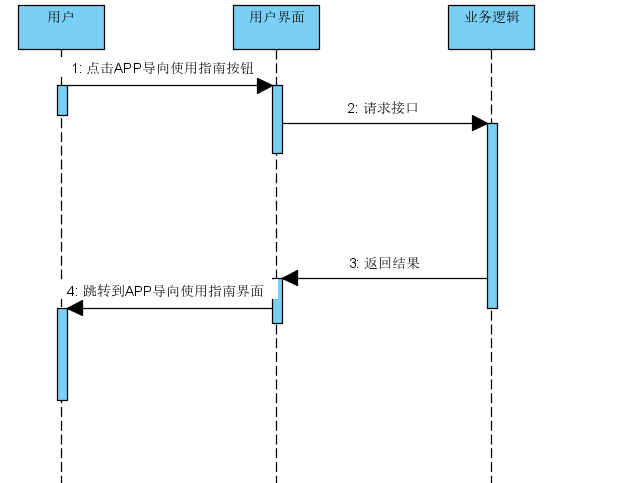 用户
用户界面
业务逻辑
1: 点击APP导向使用指南按钮
2: 请求接口
3: 返回结果
4: 跳转到APP导向使用指南界面